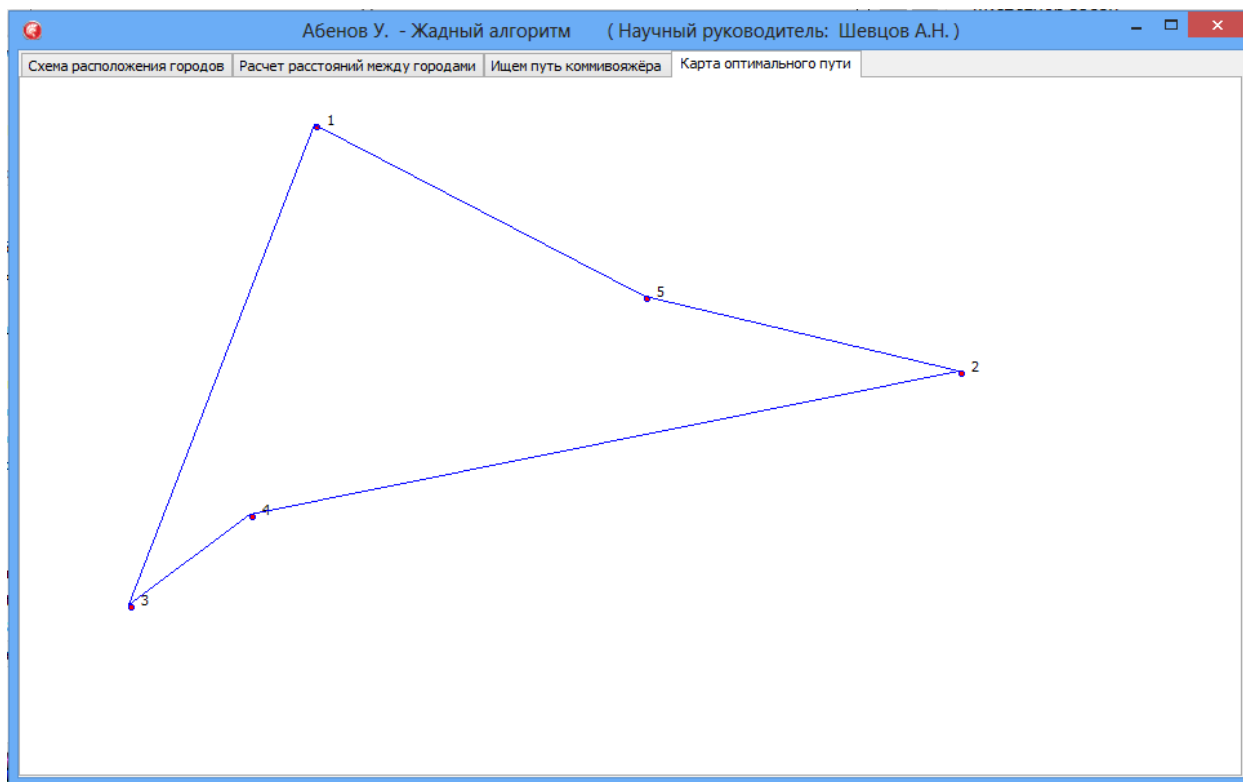 Абенов У. - Жадный алгоритм ( Научный руководитель: Шевцов А.Н. )
Схема расположения городов Расчет расстояний между городами Ищем путь коммивояжёра Карта оптимального пути
1
5
2
4
3